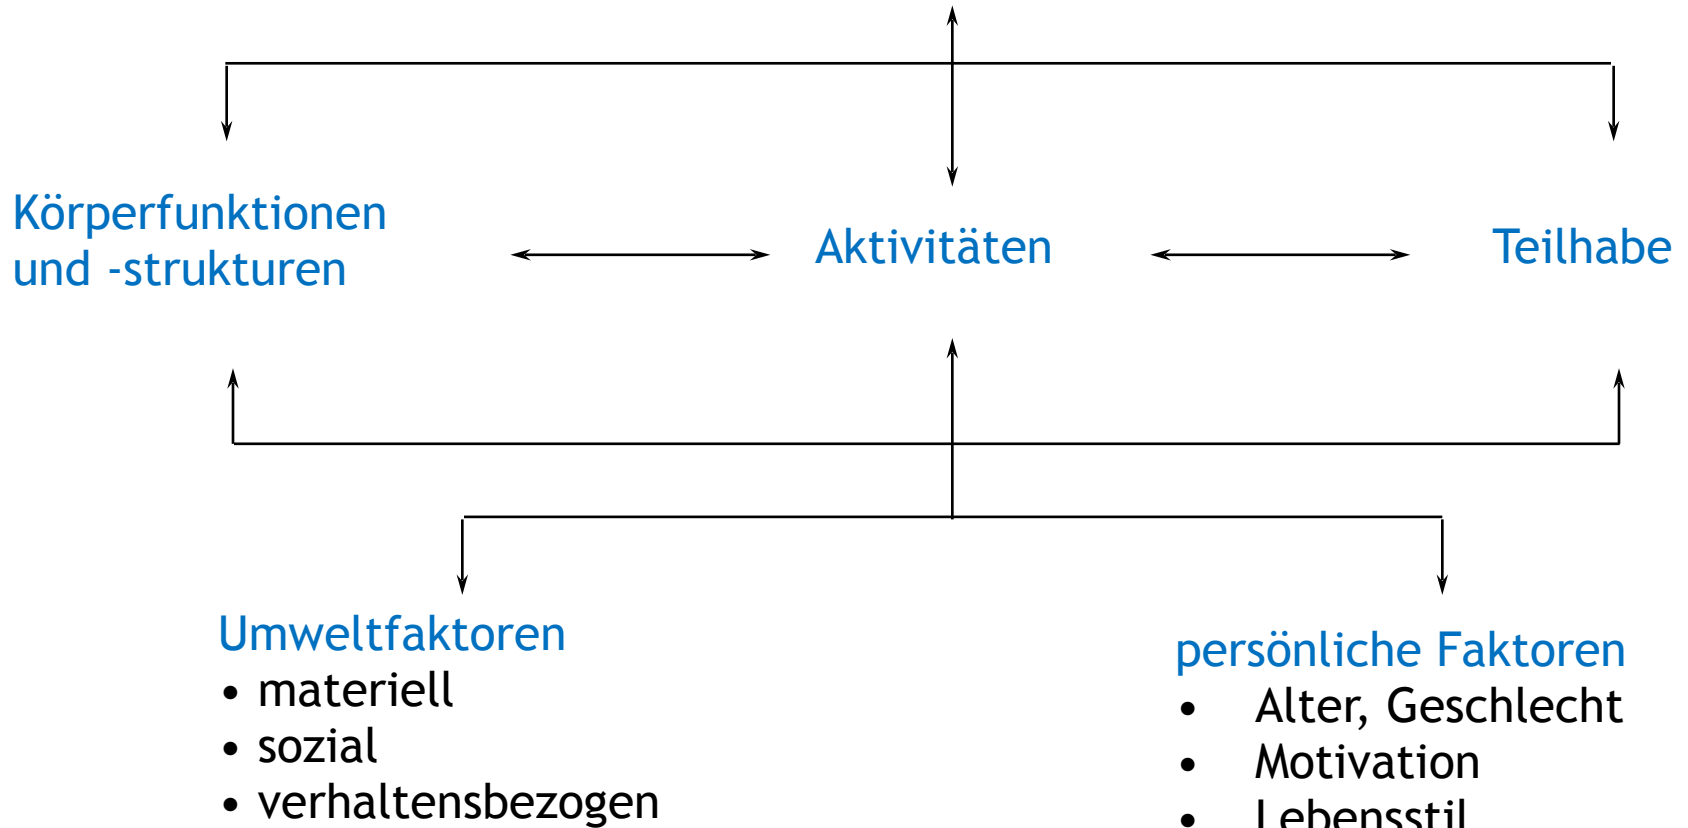 Körperfunktionen
und -strukturen
Aktivitäten
Teilhabe
Umweltfaktoren
• materiell
• sozial
• verhaltensbezogen
persönliche Faktoren
• Alter, Geschlecht
• Motivation
• Lebensstil